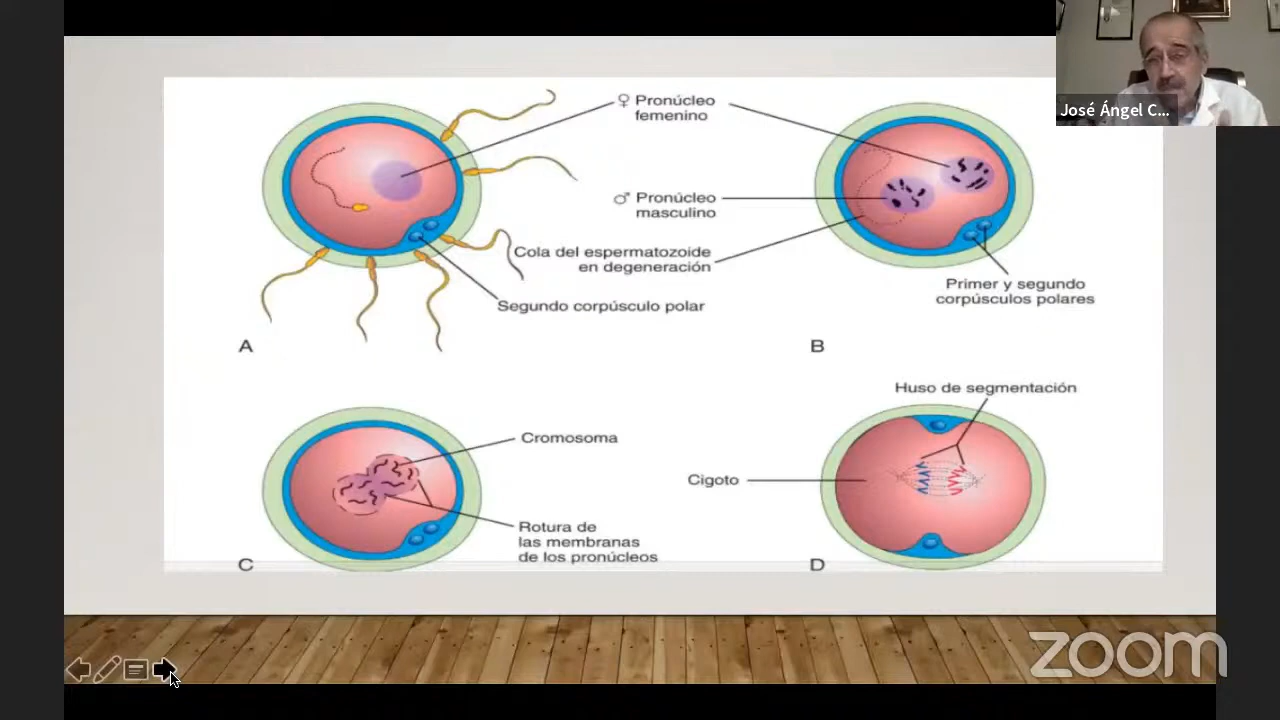 José Ángel C...
♀ Pronúcleo
femenino
♂ Pronúcleo
masculino
Cola del espermatozoide
en degeneración
Segundo corpúsculo polar
Primer y segundo
corpúsculos polares
A
B
Huso de segmentación
Cromosoma
Cigoto
Rotura de
las membranas
de los pronúcleos
C
D
zoom